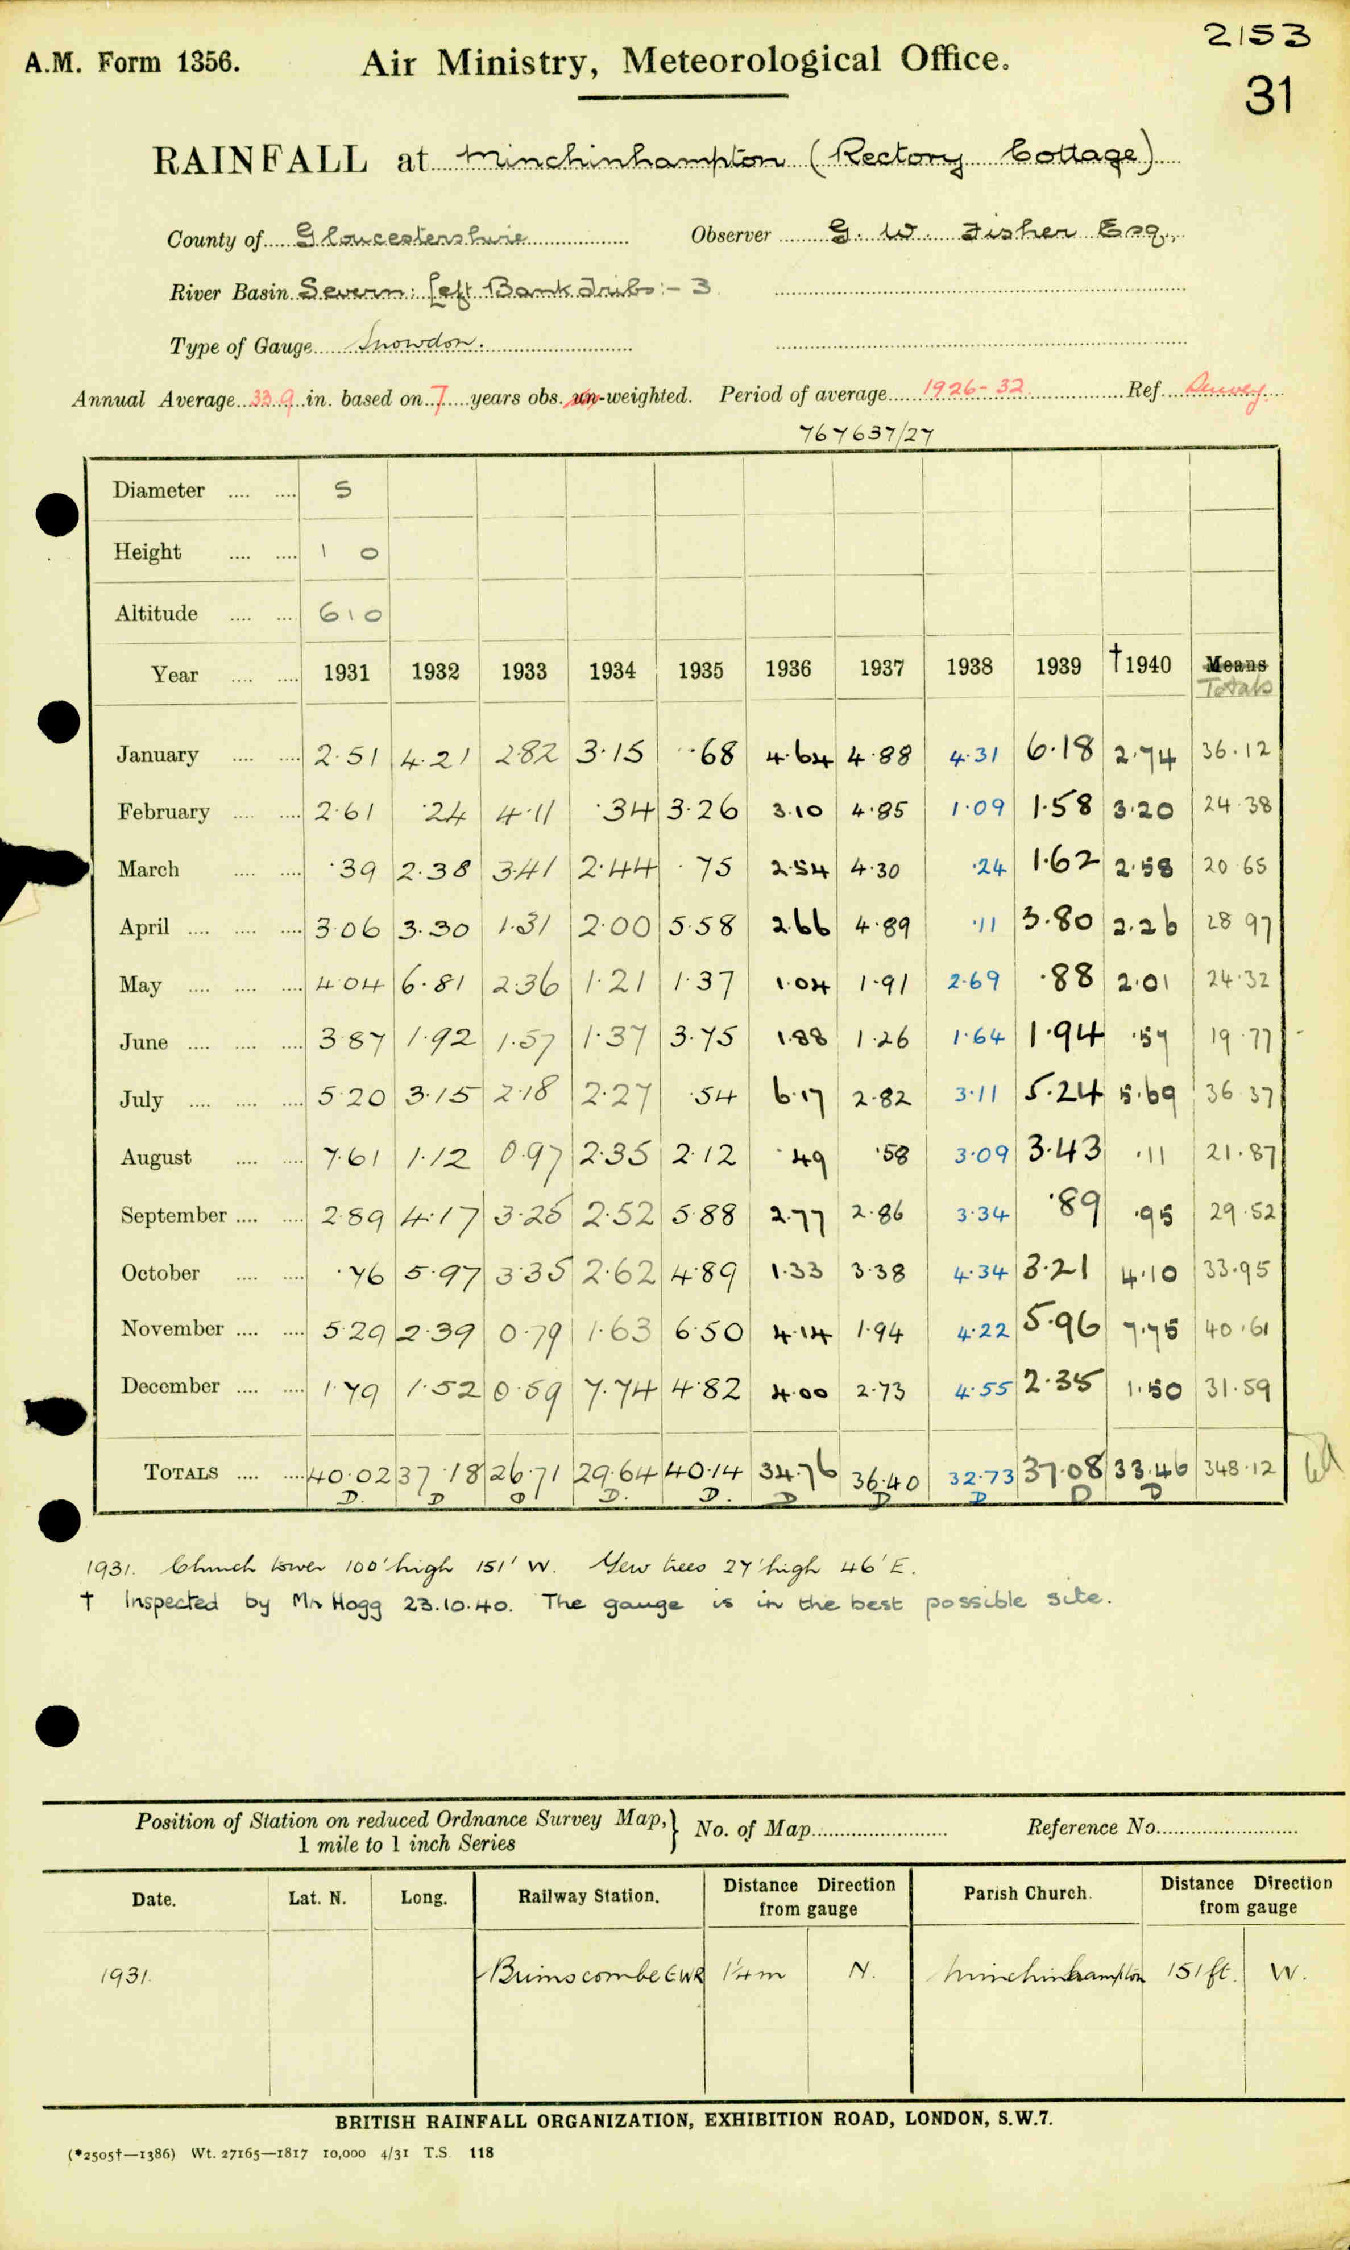 2153
A.M. Form 1356. Air Ministry, Meteorological Office.
31
RAINFALL at Minchinhampton (Rectory Cottage)
County of Gloucestershire Observer G. W. Fisher Esq.,
River Basin Severn: Left Bank Tribs:- 3
Type of Gauge Snowdon.
Annual Average 33.9 in. based on 7 years obs. un-weighted. Period of average 1926-32 Ref.
767637/27
Diameter .... .... 5
Height .... .... 1 0
Altitude .... .... 610
Year .... .... 1931 1932 1933 1934 1935 1936 1937 1938 1939 †1940 Means
Totals
January .... .... 2.51 4.21 2.82 3.15 .68 4.64 4.88 4.31 6.18 2.74 36.12
February .... .... 2.61 .24 4.11 .34 3.26 3.10 4.85 1.09 1.58 3.20 24.38
March .... .... .39 2.38 3.41 2.44 .75 2.54 4.30 .24 1.62 2.58 20.65
April .... .... .... 3.06 3.30 1.31 2.00 5.58 2.66 4.89 .11 3.80 2.26 28.97
May .... .... .... 4.04 6.81 2.36 1.21 1.37 1.04 1.91 2.69 .88 2.01 24.32
June .... .... .... 3.87 1.92 1.57 1.37 3.75 1.88 1.26 1.64 1.94 .57 19.77
July .... .... .... 5.20 3.15 2.18 2.27 .54 6.17 2.82 3.11 5.24 5.69 36.37
August .... .... 7.61 1.12 0.97 2.35 2.12 .49 .58 3.09 3.43 .11 21.87
September .... .... 2.89 4.17 3.25 2.52 5.88 2.77 2.86 3.34 .89 .95 29.52
October .... .... .76 5.97 3.35 2.62 4.89 1.33 3.38 4.34 3.21 4.10 33.95
November .... .... 5.29 2.39 0.79 1.63 6.50 4.14 1.94 4.22 5.96 7.75 40.61
December .... .... 1.79 1.52 0.59 7.74 4.82 4.00 2.73 4.55 2.35 1.50 31.59
TOTALS .... .... 40.02 37.18 26.71 29.64 40.14 34.76 36.40 32.73 37.08 33.46 348.12
D. D D D. D. D D D D D
1931. Church tower 100' high 151' W. Yew trees 27' high 46' E.
† Inspected by Mr Hogg 23.10.40. The gauge is in the best possible site.
Position of Station on reduced Ordnance Survey Map, } No. of Map Reference No.
1 mile to 1 inch Series
Date. Lat. N. Long. Railway Station. Distance Direction from gauge Parish Church. Distance Direction from gauge
1931. Brimscombe GWR 1¼m N. Minchinhampton 151 ft. W.
BRITISH RAINFALL ORGANIZATION, EXHIBITION ROAD, LONDON, S.W.7.
(*2505†—1386) Wt. 27165—1817 10,000 4/31 T.S. 118